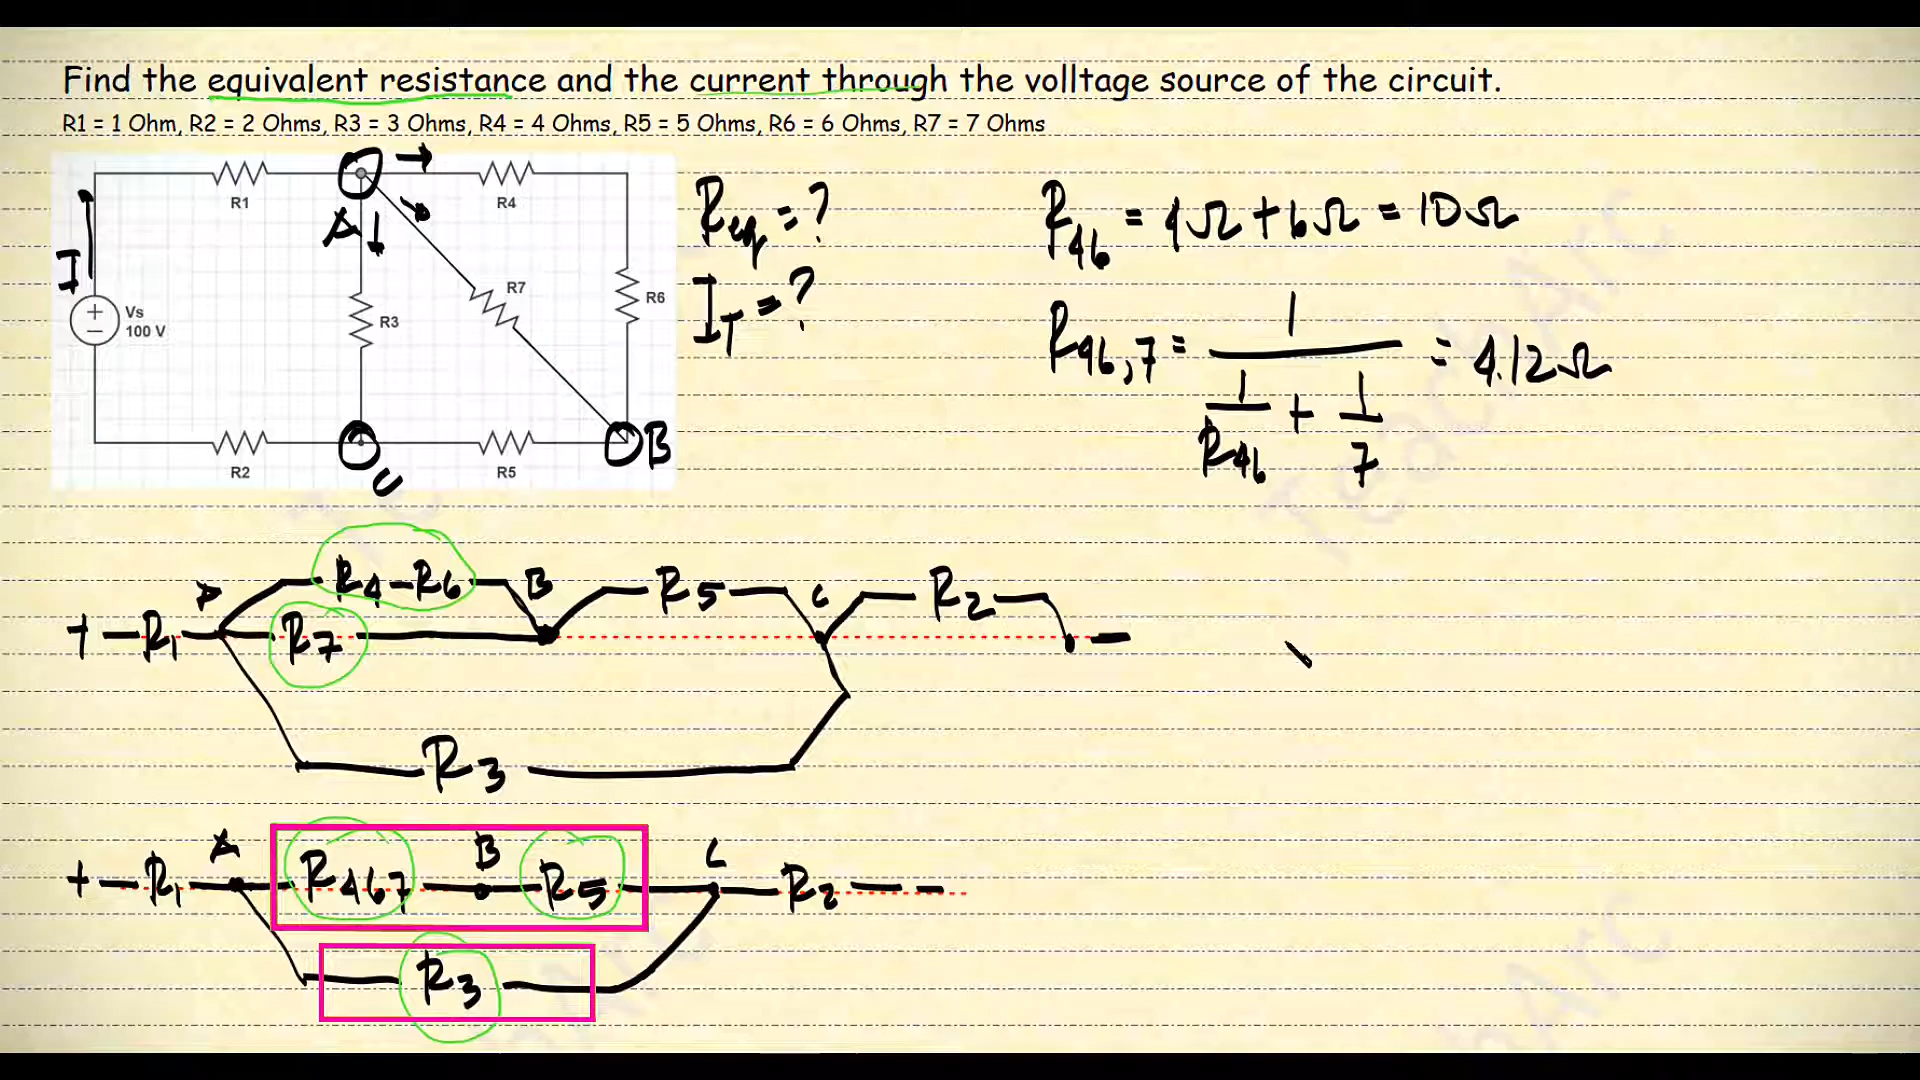 Find the equivalent resistance and the current through the volltage source of the circuit.
R1 = 1 Ohm, R2 = 2 Ohms, R3 = 3 Ohms, R4 = 4 Ohms, R5 = 5 Ohms, R6 = 6 Ohms, R7 = 7 Ohms
R1
A
R4
I
Vs
100 V
R3
R7
R6
R2
C
R5
B
Req = ?
IT = ?
R46 = 4Ω + 6Ω = 10Ω
R46,7 = 1 / (1/R46 + 1/7) = 4.12Ω
A R4-R6 B R5 C R2
+ R1 R7 -
R3
A B C
+ R1 R467 R5 R2 -
R3
TeachArc